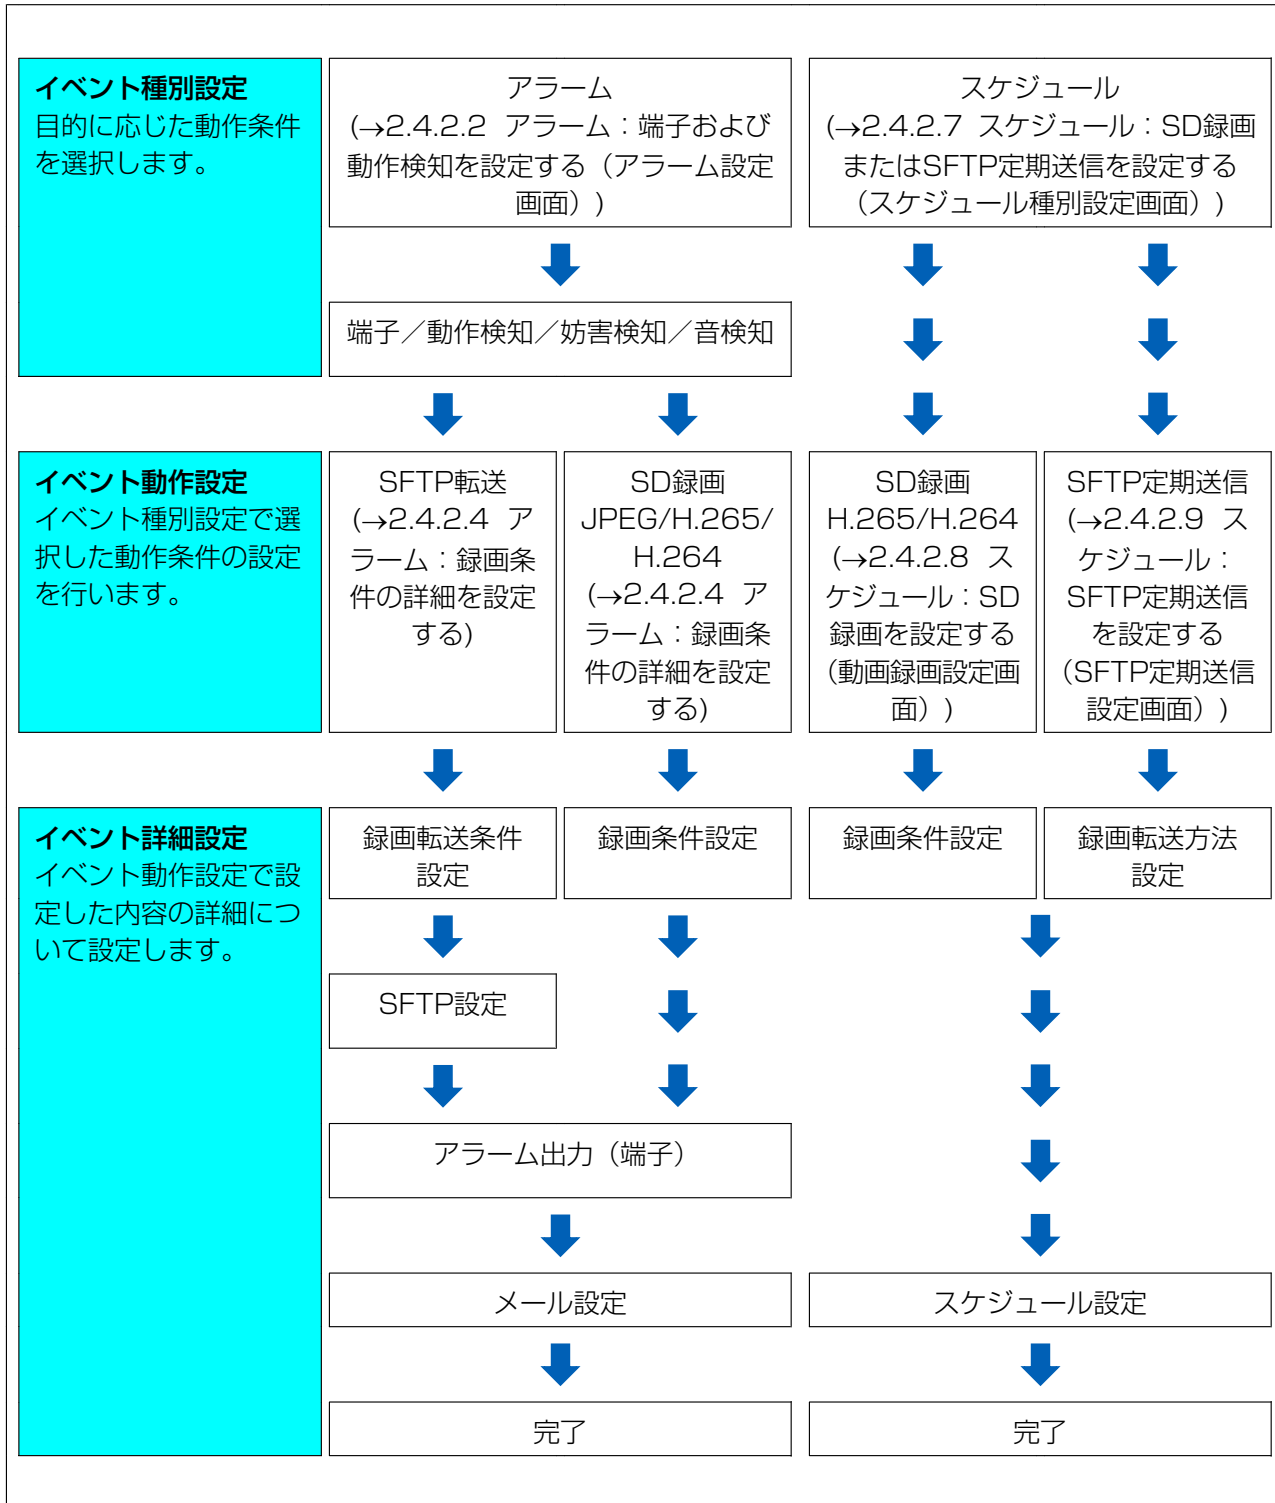 イベント種別設定
目的に応じた動作条件
を選択します。
アラーム
(→2.4.2.2 アラーム：端子および
動作検知を設定する（アラーム設定
画面）)
スケジュール
(→2.4.2.7 スケジュール：SD録画
またはSFTP定期送信を設定する
（スケジュール種別設定画面）)
端子／動作検知／妨害検知／音検知
イベント動作設定
イベント種別設定で選
択した動作条件の設定
を行います。
SFTP転送
(→2.4.2.4 ア
ラーム：録画条
件の詳細を設定
する)
SD録画
JPEG/H.265/
H.264
(→2.4.2.4 ア
ラーム：録画条
件の詳細を設定
する)
SD録画
H.265/H.264
(→2.4.2.8 ス
ケジュール：SD
録画を設定する
（動画録画設定画
面）)
SFTP定期送信
(→2.4.2.9 ス
ケジュール：
SFTP定期送信
を設定する
（SFTP定期送信
設定画面）)
イベント詳細設定
イベント動作設定で設
定した内容の詳細につ
いて設定します。
録画転送条件
設定
録画条件設定
録画条件設定
録画転送方法
設定
SFTP設定
アラーム出力（端子）
メール設定
スケジュール設定
完了
完了